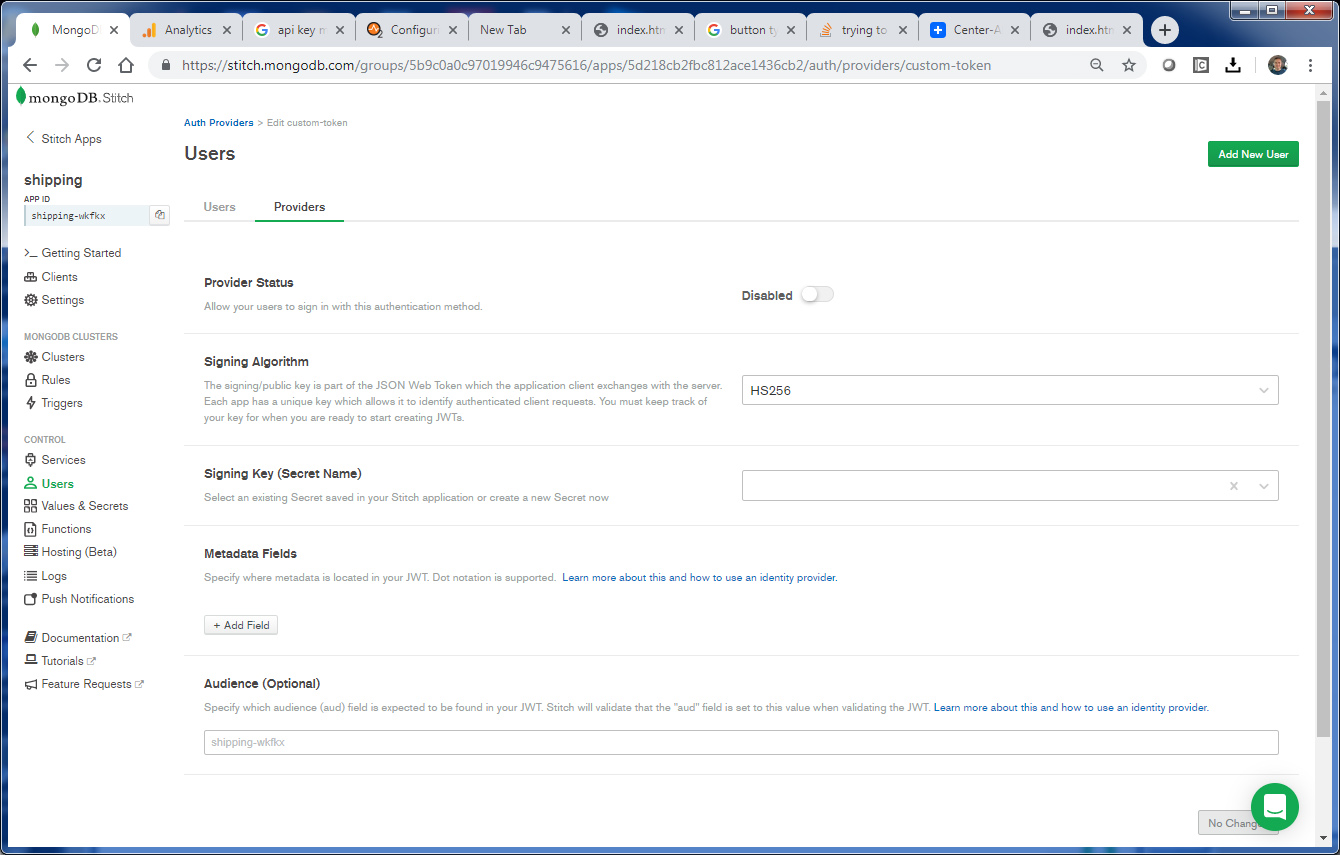 MongoD
Analytics
api key m
Configuri
New Tab
index.htm
button ty
trying to
Center-A
index.htm
https://stitch.mongodb.com/groups/5b9c0a0c97019946c9475616/apps/5d218cb2fbc812ace1436cb2/auth/providers/custom-token
mongoDB.Stitch
Stitch Apps
shipping
APP ID
shipping-wkfkx
Getting Started
Clients
Settings
MONGODB CLUSTERS
Clusters
Rules
Triggers
CONTROL
Services
Users
Values & Secrets
Functions
Hosting (Beta)
Logs
Push Notifications
Documentation
Tutorials
Feature Requests
Auth Providers > Edit custom-token
Users
Add New User
Users
Providers
Provider Status
Allow your users to sign in with this authentication method.
Disabled
Signing Algorithm
The signing/public key is part of the JSON Web Token which the application client exchanges with the server.
Each app has a unique key which allows it to identify authenticated client requests. You must keep track of
your key for when you are ready to start creating JWTs.
HS256
Signing Key (Secret Name)
Select an existing Secret saved in your Stitch application or create a new Secret now
Metadata Fields
Specify where metadata is located in your JWT. Dot notation is supported. Learn more about this and how to use an identity provider.
+ Add Field
Audience (Optional)
Specify which audience (aud) field is expected to be found in your JWT. Stitch will validate that the "aud" field is set to this value when validating the JWT. Learn more about this and how to use an identity provider.
shipping-wkfkx
No Chang